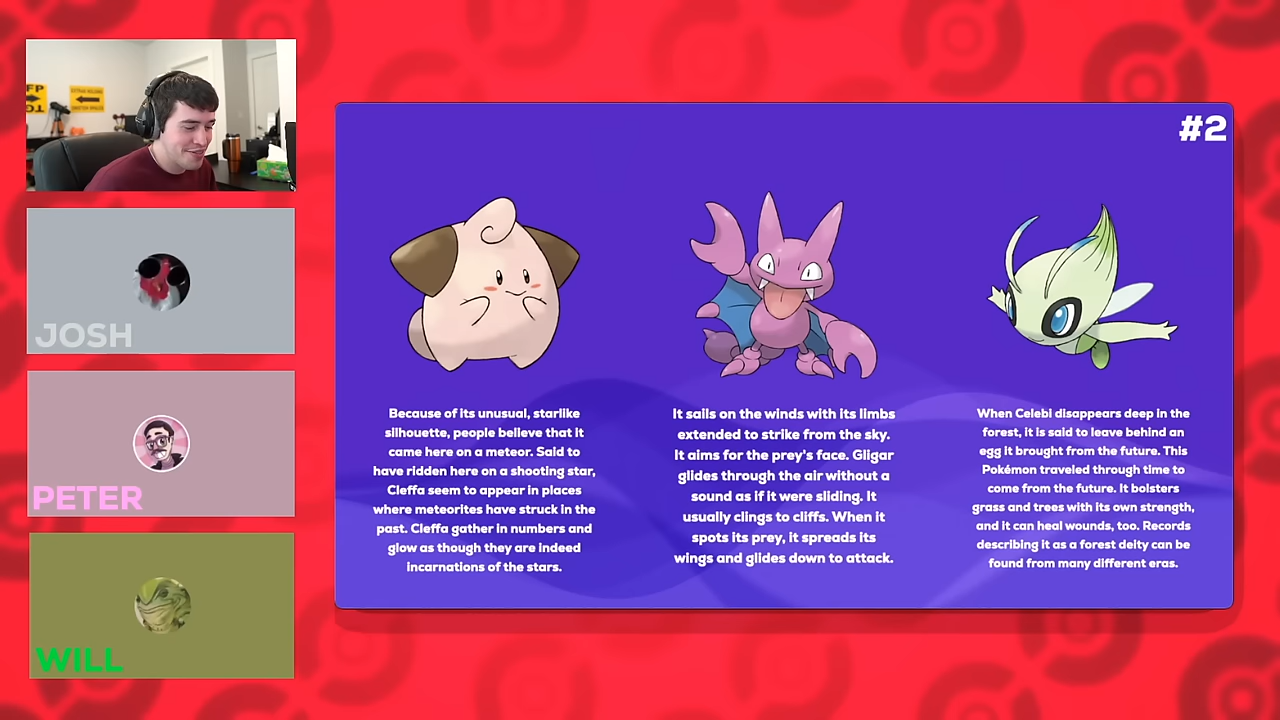 FP
OT
#2
JOSH
PETER
WILL
Because of its unusual, starlike
silhouette, people believe that it
came here on a meteor. Said to
have ridden here on a shooting star,
Cleffa seem to appear in places
where meteorites have struck in the
past. Cleffa gather in numbers and
glow as though they are indeed
incarnations of the stars.
It sails on the winds with its limbs
extended to strike from the sky.
It aims for the prey's face. Gligar
glides through the air without a
sound as if it were sliding. It
usually clings to cliffs. When it
spots its prey, it spreads its
wings and glides down to attack.
When Celebi disappears deep in the
forest, it is said to leave behind an
egg it brought from the future. This
Pokémon traveled through time to
come from the future. It bolsters
grass and trees with its own strength,
and it can heal wounds, too. Records
describing it as a forest deity can be
found from many different eras.